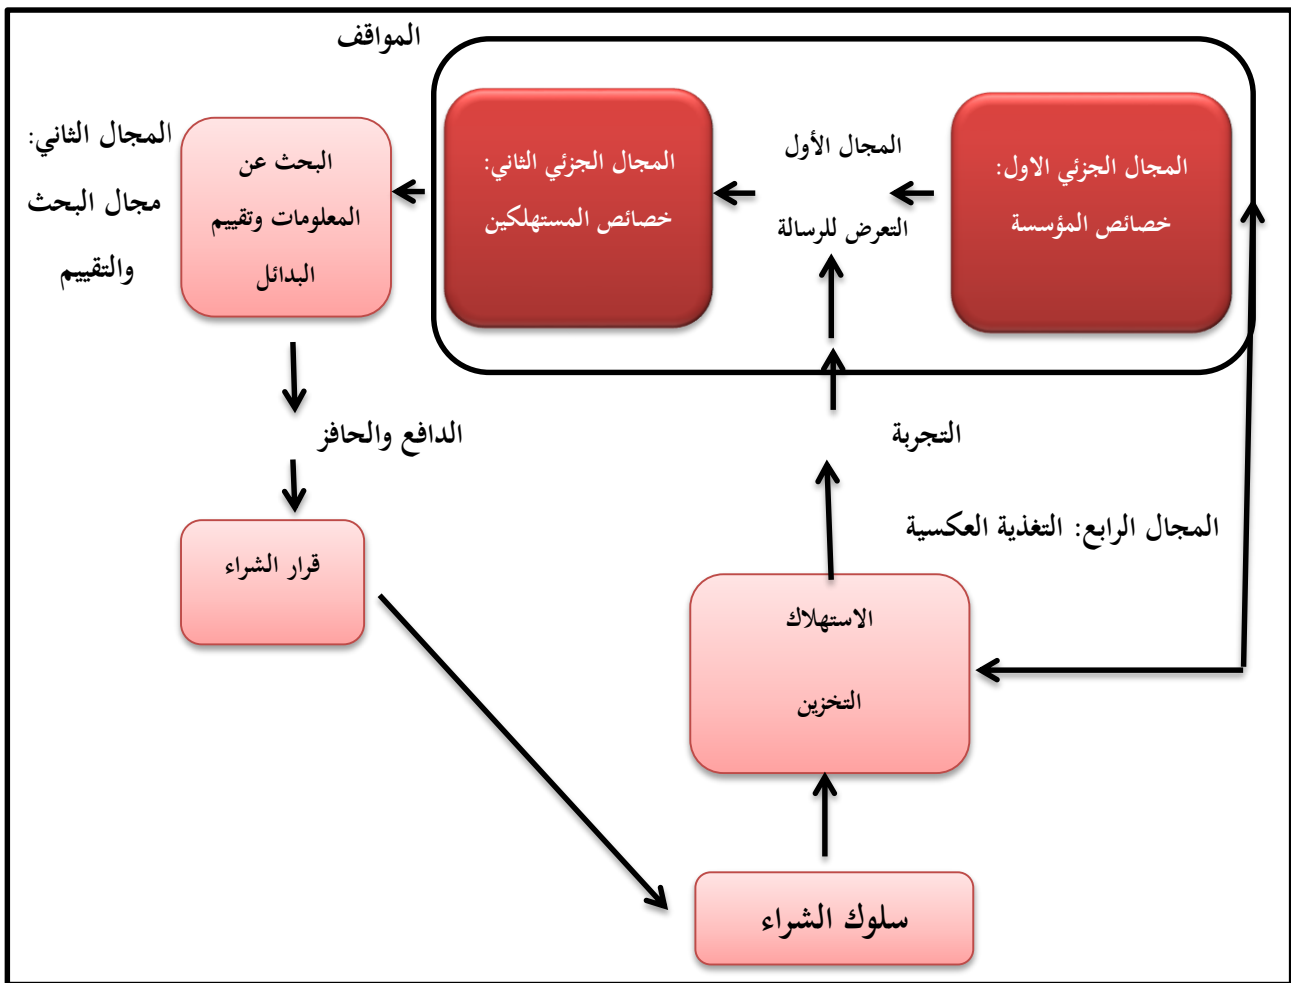 المواقف
المجال الجزئي الاول:
خصائص المؤسسة
المجال الأول
التعرض للرسالة
المجال الجزئي الثاني:
خصائص المستهلكين
البحث عن
المعلومات وتقييم
البدائل
المجال الثاني:
مجال البحث
والتقييم
الدافع والحافز
التجربة
المجال الرابع: التغذية العكسية
قرار الشراء
الاستهلاك
التخزين
سلوك الشراء